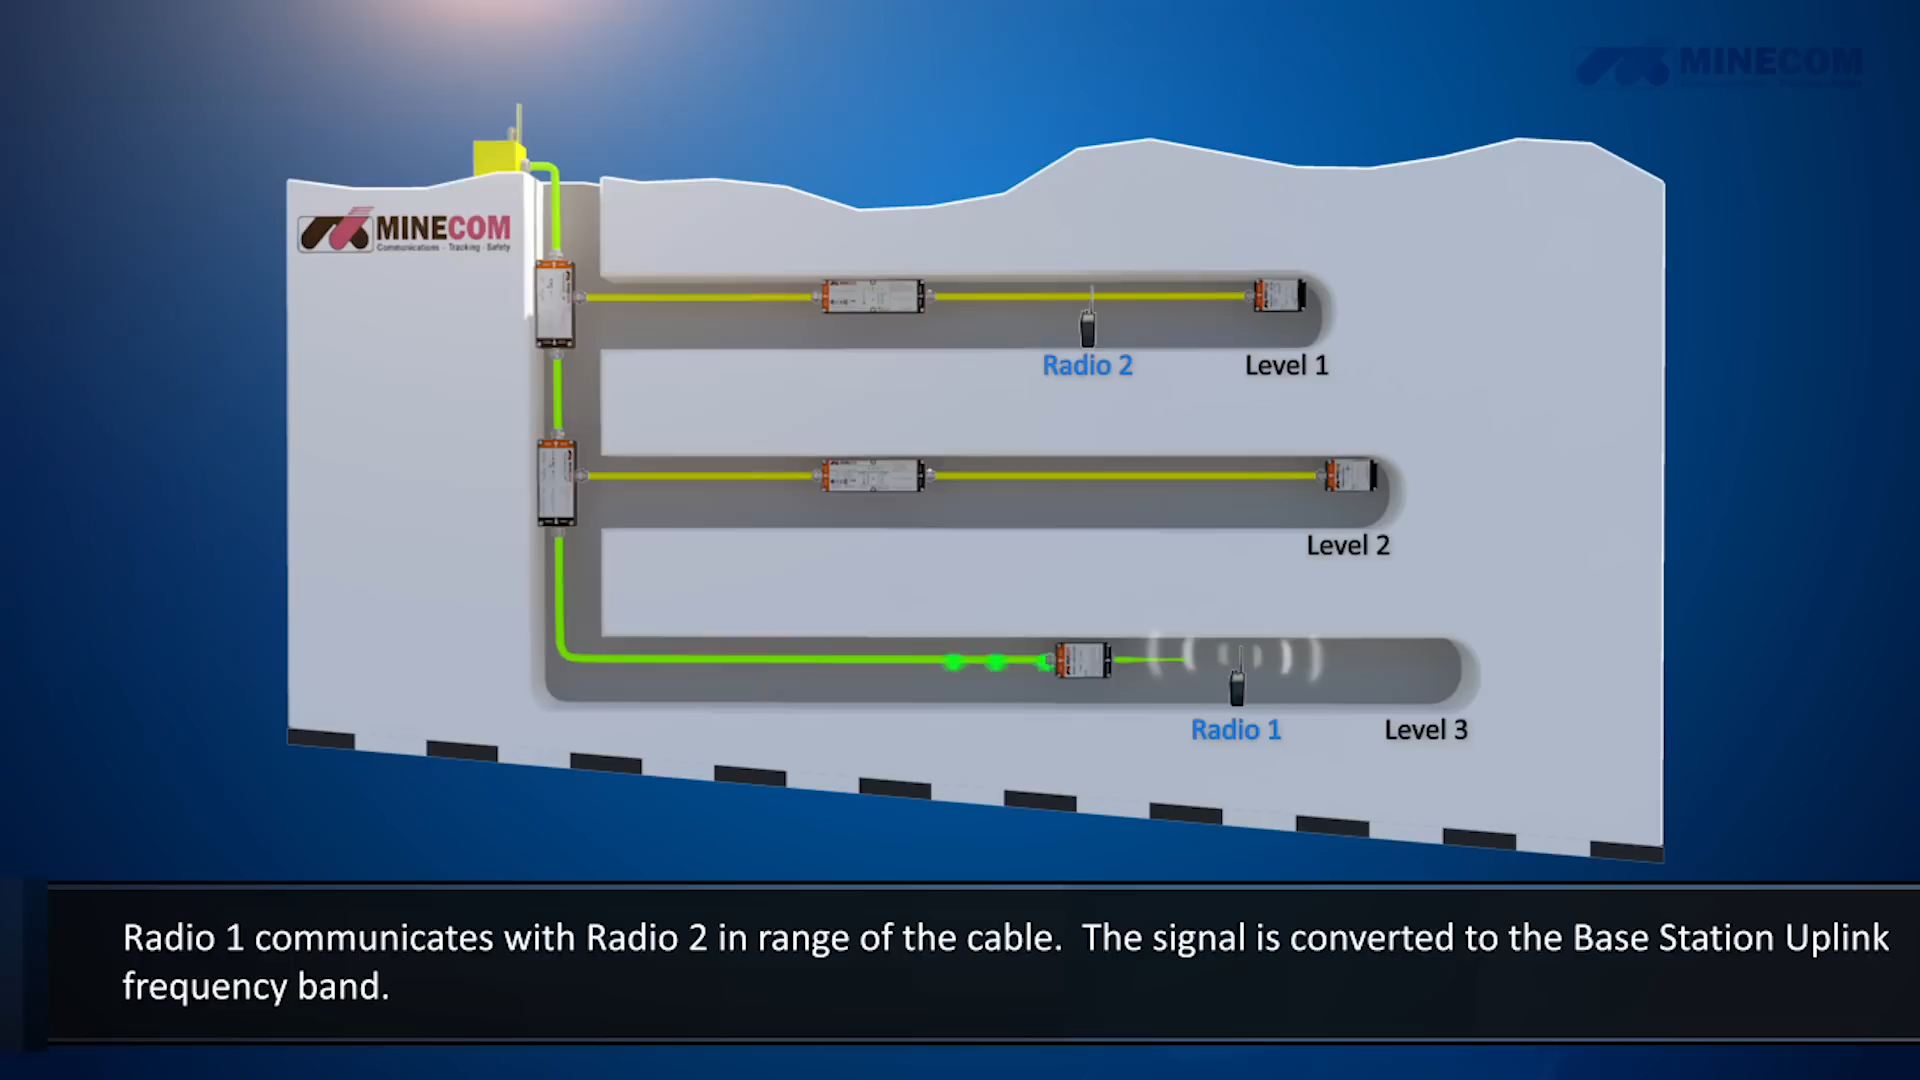 MINECOM
MINECOM
Communications - Tracking - Safety
Radio 2
Level 1
Level 2
Radio 1
Level 3
Radio 1 communicates with Radio 2 in range of the cable.  The signal is converted to the Base Station Uplink
frequency band.